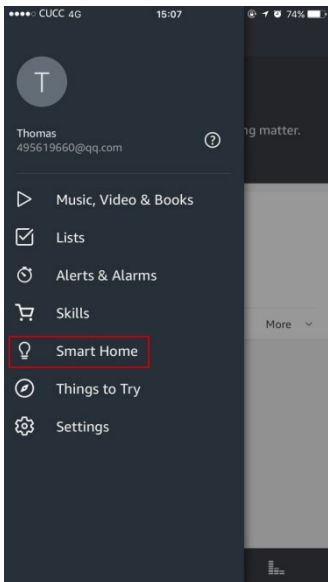 CUCC 4G 15:07 74%
T
Thomas
495619660@qq.com
ng matter.
Music, Video & Books
Lists
Alerts & Alarms
Skills
More
Smart Home
Things to Try
Settings